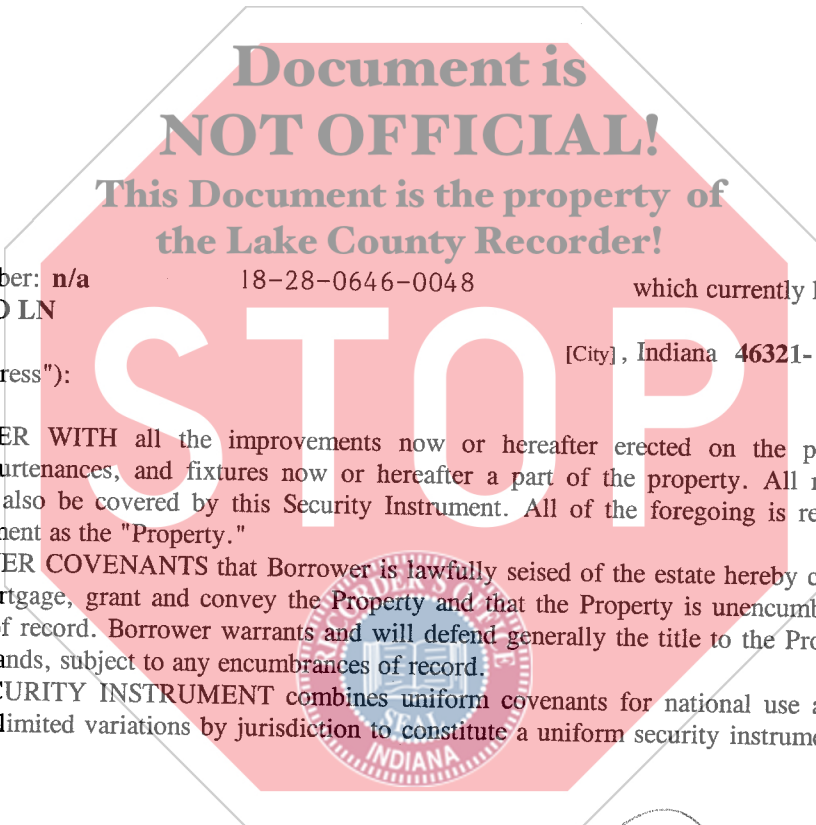 Document is
NOT OFFICIAL!
This Document is the property of
the Lake County Recorder!
ber: n/a 18-28-0646-0048 which currently
LN
[City], Indiana 46321-
ress"):
STOP
ER WITH all the improvements now or hereafter erected on the p
urtenances, and fixtures now or hereafter a part of the property. All
also be covered by this Security Instrument. All of the foregoing is re
ment as the "Property."
ER COVENANTS that Borrower is lawfully seised of the estate hereby c
rtgage, grant and convey the Property and that the Property is unencumb
f record. Borrower warrants and will defend generally the title to the Pro
ands, subject to any encumbrances of record.
CURITY INSTRUMENT combines uniform covenants for national use a
limited variations by jurisdiction to constitute a uniform security instrume
RECORDER'S OFFICE
SEAL
INDIANA